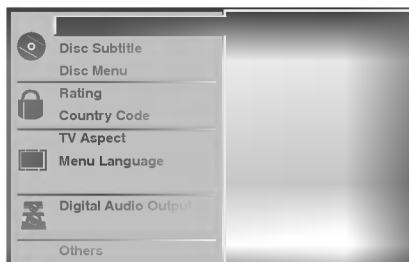 Disc Subtitle
Disc Menu
Rating
Country Code
TV Aspect
Menu Language
Digital Audio Output
Others